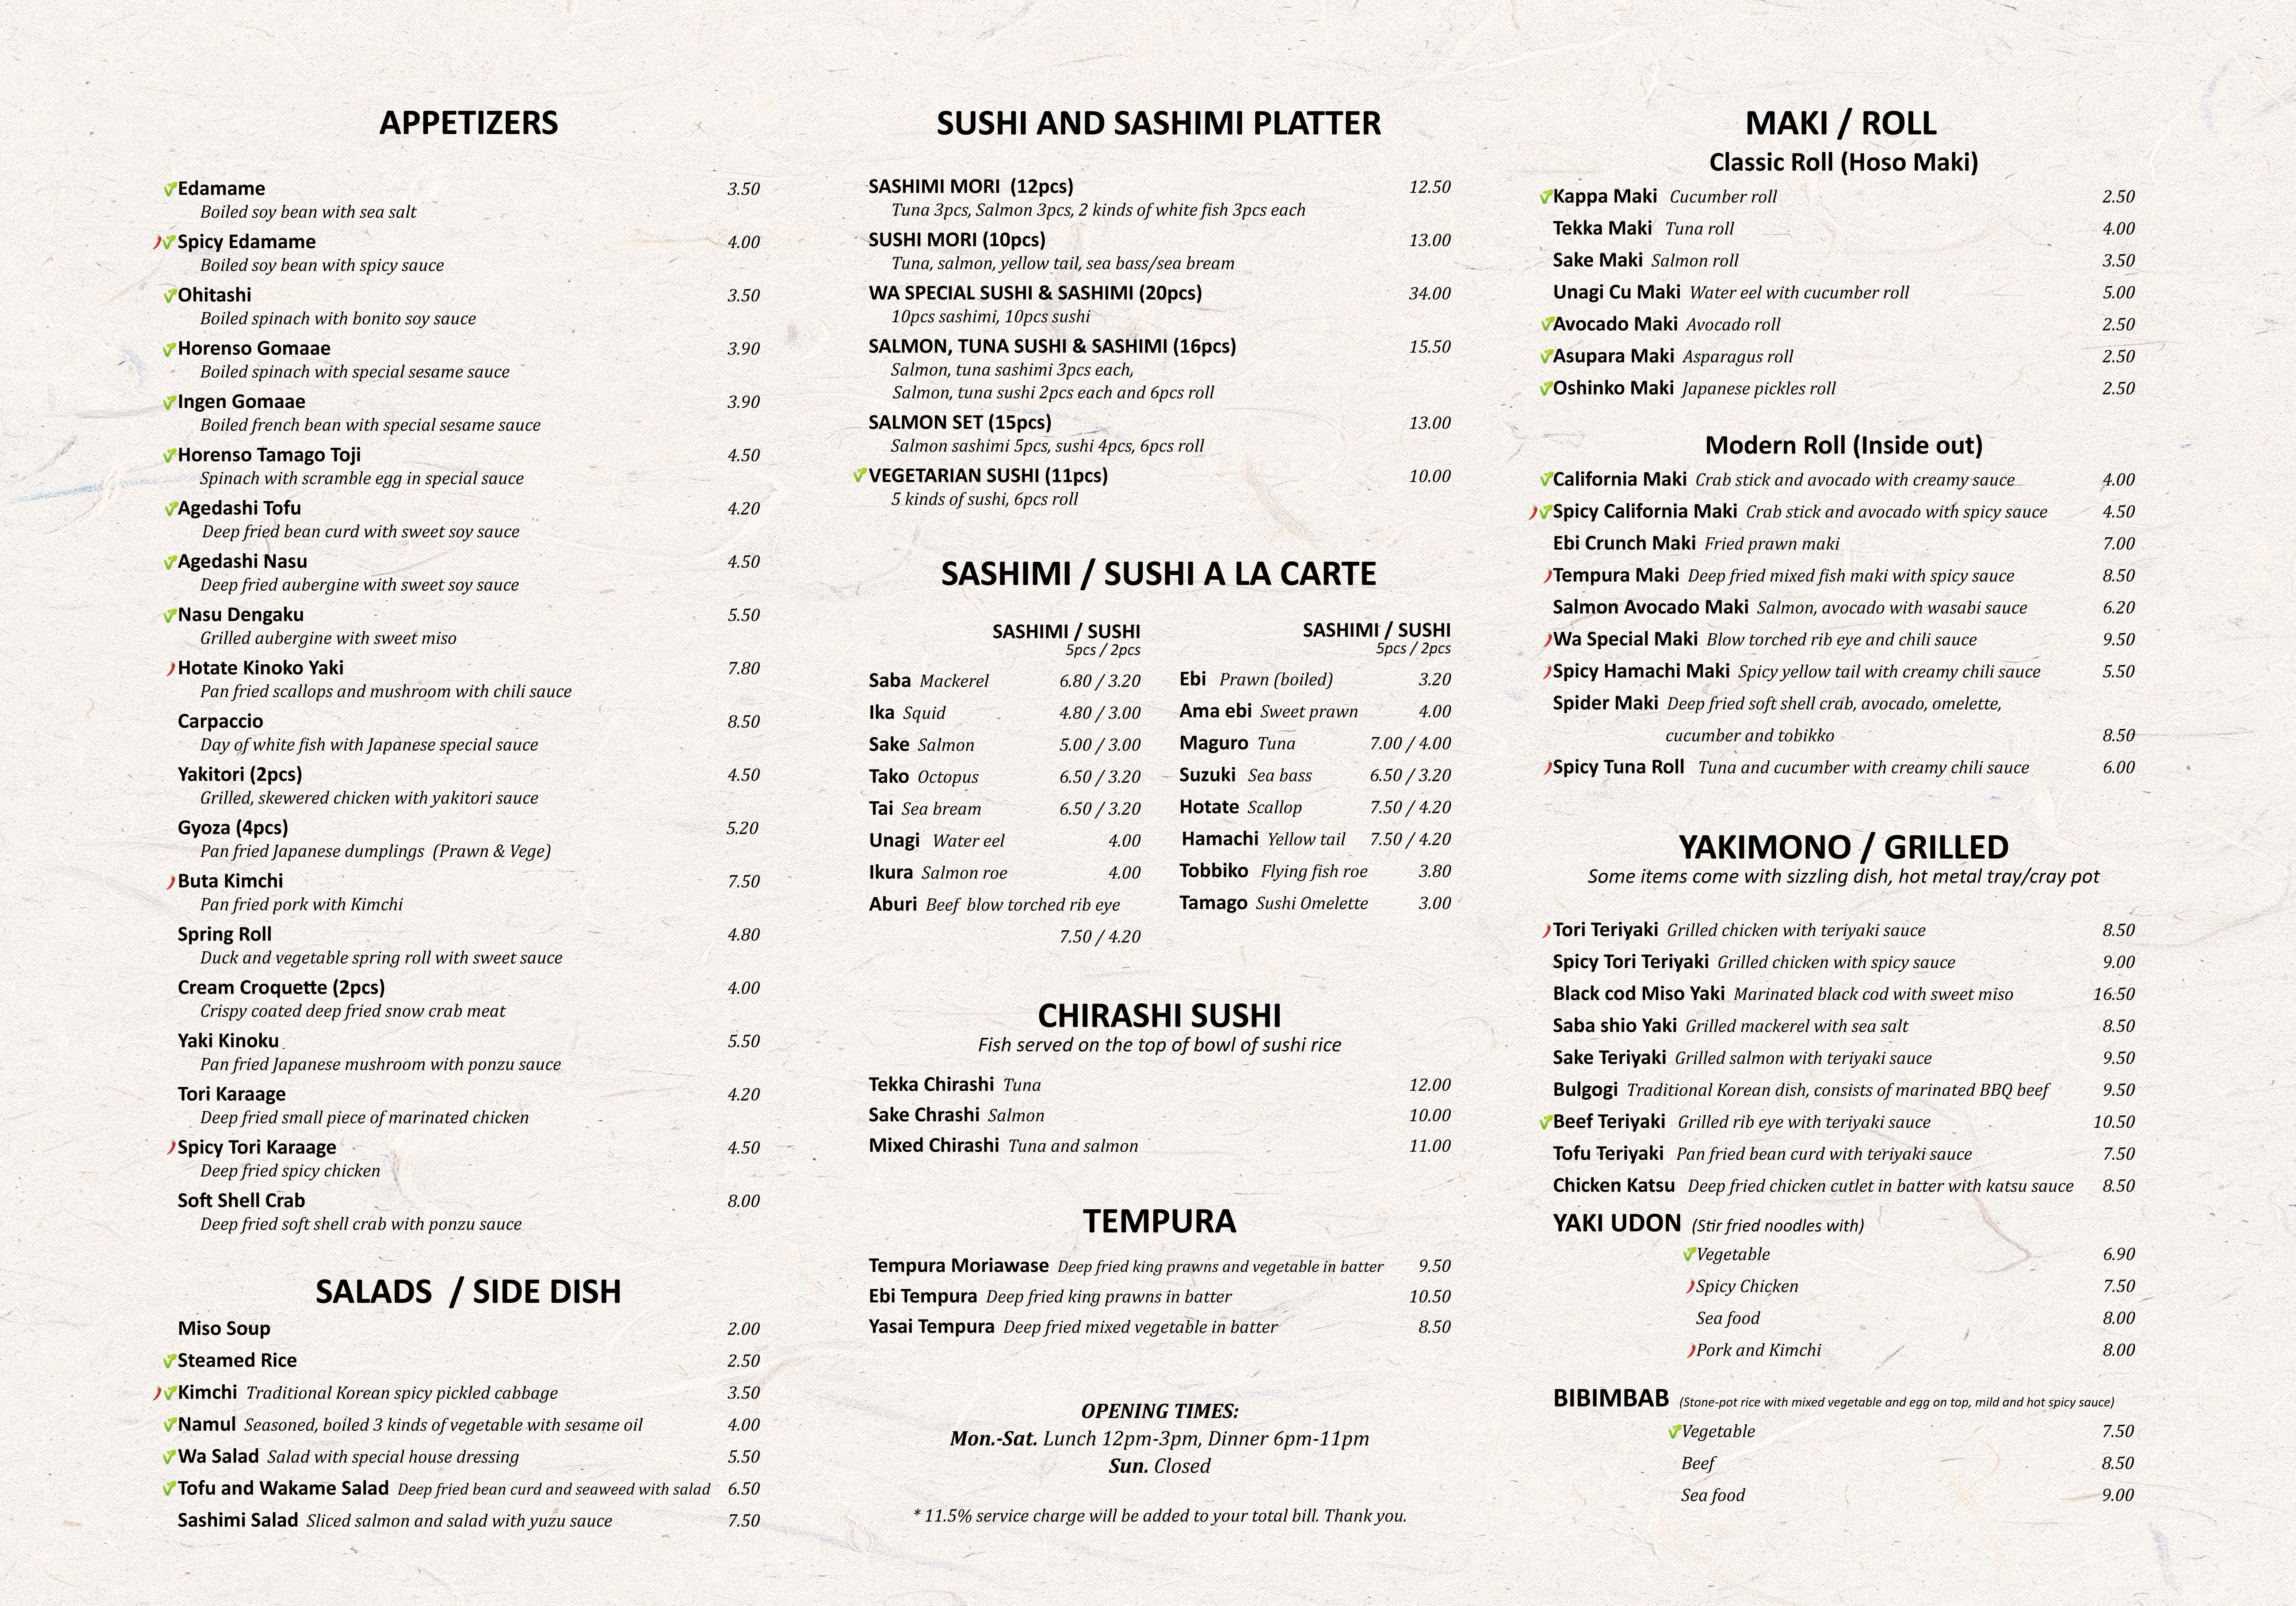 APPETIZERS
Edamame 3.50
Boiled soy bean with sea salt
Spicy Edamame 4.00
Boiled soy bean with spicy sauce
Ohitashi 3.50
Boiled spinach with bonito soy sauce
Horenso Gomaae 3.90
Boiled spinach with special sesame sauce
Ingen Gomaae 3.90
Boiled french bean with special sesame sauce
Horenso Tamago Toji 4.50
Spinach with scramble egg in special sauce
Agedashi Tofu 4.20
Deep fried bean curd with sweet soy sauce
Agedashi Nasu 4.50
Deep fried aubergine with sweet soy sauce
Nasu Dengaku 5.50
Grilled aubergine with sweet miso
Hotate Kinoko Yaki 7.80
Pan fried scallops and mushroom with chili sauce
Carpaccio 8.50
Day of white fish with Japanese special sauce
Yakitori (2pcs) 4.50
Grilled, skewered chicken with yakitori sauce
Gyoza (4pcs) 5.20
Pan fried Japanese dumplings (Prawn & Vege)
Buta Kimchi 7.50
Pan fried pork with Kimchi
Spring Roll 4.80
Duck and vegetable spring roll with sweet sauce
Cream Croquette (2pcs) 4.00
Crispy coated deep fried snow crab meat
Yaki Kinoku 5.50
Pan fried Japanese mushroom with ponzu sauce
Tori Karaage 4.20
Deep fried small piece of marinated chicken
Spicy Tori Karaage 4.50
Deep fried spicy chicken
Soft Shell Crab 8.00
Deep fried soft shell crab with ponzu sauce
SALADS / SIDE DISH
Miso Soup 2.00
Steamed Rice 2.50
Kimchi Traditional Korean spicy pickled cabbage 3.50
Namul Seasoned, boiled 3 kinds of vegetable with sesame oil 4.00
Wa Salad Salad with special house dressing 5.50
Tofu and Wakame Salad Deep fried bean curd and seaweed with salad 6.50
Sashimi Salad Sliced salmon and salad with yuzu sauce 7.50
SUSHI AND SASHIMI PLATTER
SASHIMI MORI (12pcs) 12.50
Tuna 3pcs, Salmon 3pcs, 2 kinds of white fish 3pcs each
SUSHI MORI (10pcs) 13.00
Tuna, salmon, yellow tail, sea bass/sea bream
WA SPECIAL SUSHI & SASHIMI (20pcs) 34.00
10pcs sashimi, 10pcs sushi
SALMON, TUNA SUSHI & SASHIMI (16pcs) 15.50
Salmon, tuna sashimi 3pcs each,
Salmon, tuna sushi 2pcs each and 6pcs roll
SALMON SET (15pcs) 13.00
Salmon sashimi 5pcs, sushi 4pcs, 6pcs roll
VEGETARIAN SUSHI (11pcs) 10.00
5 kinds of sushi, 6pcs roll
SASHIMI / SUSHI A LA CARTE
SASHIMI / SUSHI
5pcs / 2pcs
Saba Mackerel 6.80 / 3.20
Ika Squid 4.80 / 3.00
Sake Salmon 5.00 / 3.00
Tako Octopus 6.50 / 3.20
Tai Sea bream 6.50 / 3.20
Unagi Water eel 4.00
Ikura Salmon roe 4.00
Aburi Beef blow torched rib eye
7.50 / 4.20
SASHIMI / SUSHI
5pcs / 2pcs
Ebi Prawn (boiled) 3.20
Ama ebi Sweet prawn 4.00
Maguro Tuna 7.00 / 4.00
Suzuki Sea bass 6.50 / 3.20
Hotate Scallop 7.50 / 4.20
Hamachi Yellow tail 7.50 / 4.20
Tobbiko Flying fish roe 3.80
Tamago Sushi Omelette 3.00
CHIRASHI SUSHI
Fish served on the top of bowl of sushi rice
Tekka Chirashi Tuna 12.00
Sake Chrashi Salmon 10.00
Mixed Chirashi Tuna and salmon 11.00
TEMPURA
Tempura Moriawase Deep fried king prawns and vegetable in batter 9.50
Ebi Tempura Deep fried king prawns in batter 10.50
Yasai Tempura Deep fried mixed vegetable in batter 8.50
OPENING TIMES:
Mon.-Sat. Lunch 12pm-3pm, Dinner 6pm-11pm
Sun. Closed
* 11.5% service charge will be added to your total bill. Thank you.
MAKI / ROLL
Classic Roll (Hoso Maki)
Kappa Maki Cucumber roll 2.50
Tekka Maki Tuna roll 4.00
Sake Maki Salmon roll 3.50
Unagi Cu Maki Water eel with cucumber roll 5.00
Avocado Maki Avocado roll 2.50
Asupara Maki Asparagus roll 2.50
Oshinko Maki Japanese pickles roll 2.50
Modern Roll (Inside out)
California Maki Crab stick and avocado with creamy sauce 4.00
Spicy California Maki Crab stick and avocado with spicy sauce 4.50
Ebi Crunch Maki Fried prawn maki 7.00
Tempura Maki Deep fried mixed fish maki with spicy sauce 8.50
Salmon Avocado Maki Salmon, avocado with wasabi sauce 6.20
Wa Special Maki Blow torched rib eye and chili sauce 9.50
Spicy Hamachi Maki Spicy yellow tail with creamy chili sauce 5.50
Spider Maki Deep fried soft shell crab, avocado, omelette,
cucumber and tobikko 8.50
Spicy Tuna Roll Tuna and cucumber with creamy chili sauce 6.00
YAKIMONO / GRILLED
Some items come with sizzling dish, hot metal tray/cray pot
Tori Teriyaki Grilled chicken with teriyaki sauce 8.50
Spicy Tori Teriyaki Grilled chicken with spicy sauce 9.00
Black cod Miso Yaki Marinated black cod with sweet miso 16.50
Saba shio Yaki Grilled mackerel with sea salt 8.50
Sake Teriyaki Grilled salmon with teriyaki sauce 9.50
Bulgogi Traditional Korean dish, consists of marinated BBQ beef 9.50
Beef Teriyaki Grilled rib eye with teriyaki sauce 10.50
Tofu Teriyaki Pan fried bean curd with teriyaki sauce 7.50
Chicken Katsu Deep fried chicken cutlet in batter with katsu sauce 8.50
YAKI UDON (Stir fried noodles with)
Vegetable 6.90
Spicy Chicken 7.50
Sea food 8.00
Pork and Kimchi 8.00
BIBIMBAB (Stone-pot rice with mixed vegetable and egg on top, mild and hot spicy sauce)
Vegetable 7.50
Beef 8.50
Sea food 9.00